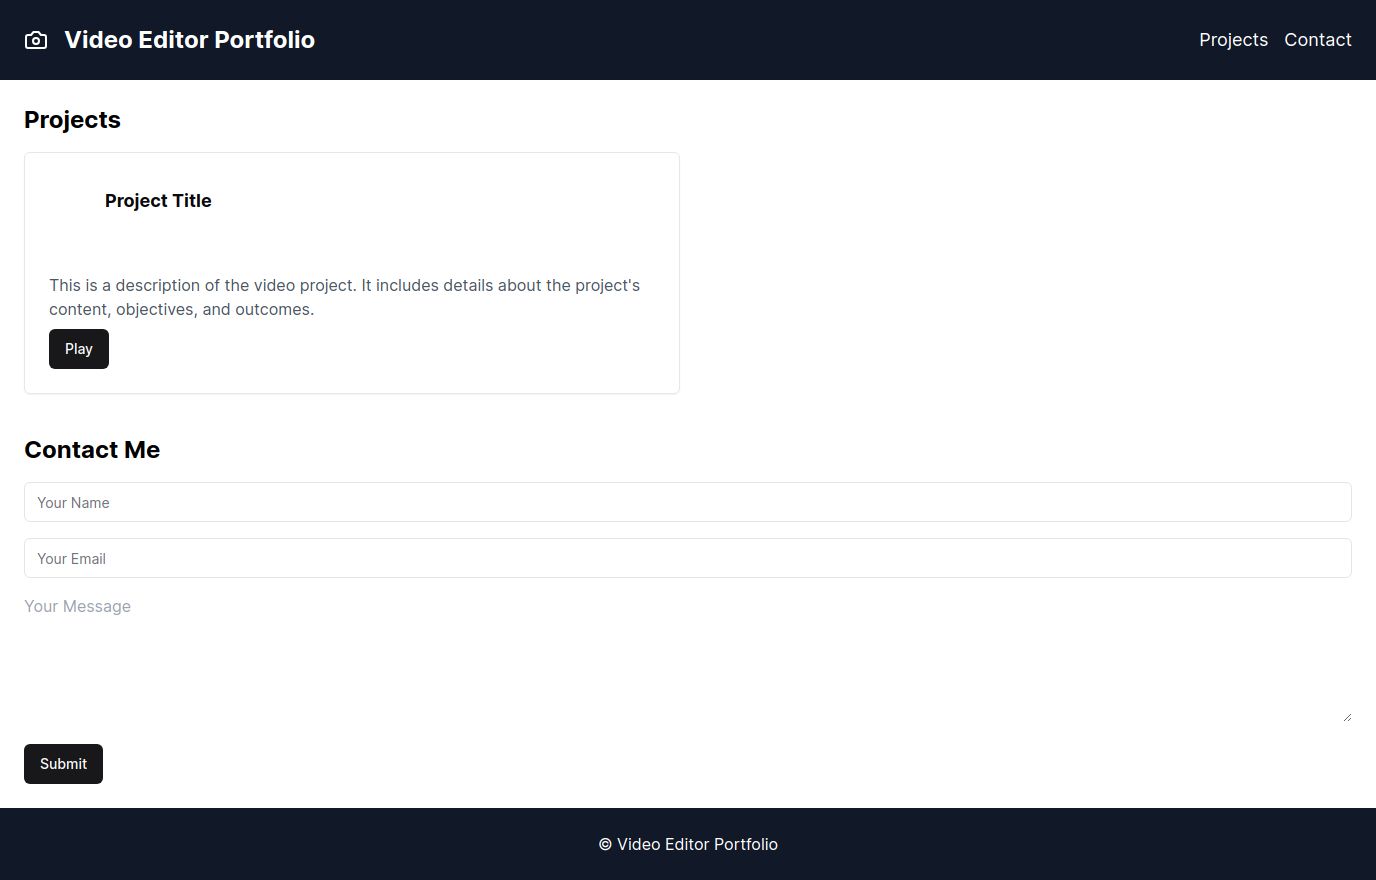 Video Editor Portfolio
Projects
Contact
Projects
Project Title
This is a description of the video project. It includes details about the project's
content, objectives, and outcomes.
Play
Contact Me
Your Name
Your Email
Your Message
Submit
© Video Editor Portfolio